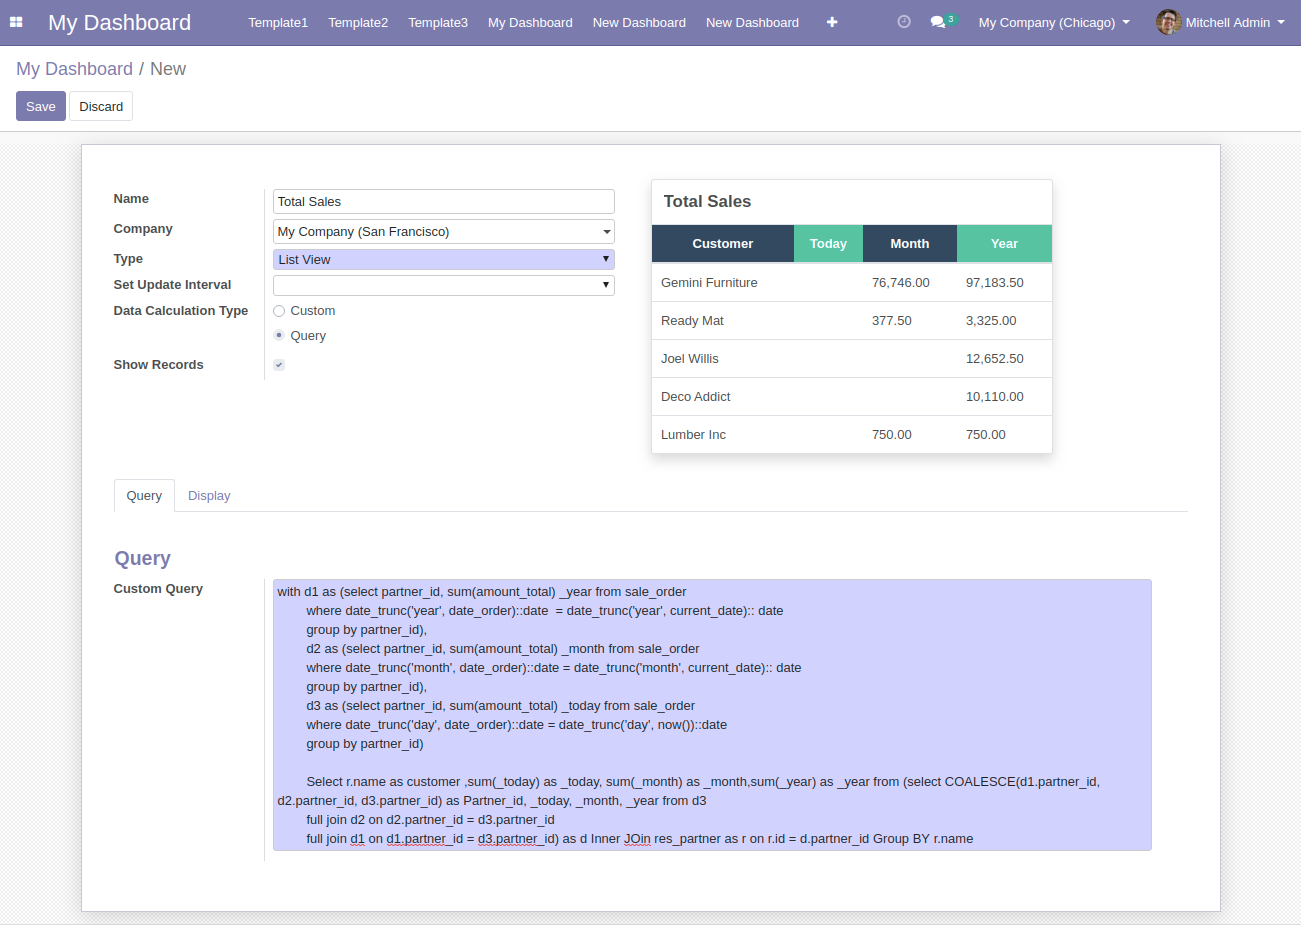 My Dashboard Template1 Template2 Template3 My Dashboard New Dashboard New Dashboard 3 My Company (Chicago) Mitchell Admin
My Dashboard / New
Save Discard
Name Total Sales
Company My Company (San Francisco)
Type List View
Set Update Interval
Data Calculation Type Custom
Query
Show Records
Total Sales
Customer Today Month Year
Gemini Furniture 76,746.00 97,183.50
Ready Mat 377.50 3,325.00
Joel Willis 12,652.50
Deco Addict 10,110.00
Lumber Inc 750.00 750.00
Query Display
Query
Custom Query
with d1 as (select partner_id, sum(amount_total) _year from sale_order
where date_trunc('year', date_order)::date  = date_trunc('year', current_date):: date
group by partner_id),
d2 as (select partner_id, sum(amount_total) _month from sale_order
where date_trunc('month', date_order)::date = date_trunc('month', current_date):: date
group by partner_id),
d3 as (select partner_id, sum(amount_total) _today from sale_order
where date_trunc('day', date_order)::date = date_trunc('day', now())::date
group by partner_id)
Select r.name as customer ,sum(_today) as _today, sum(_month) as _month,sum(_year) as _year from (select COALESCE(d1.partner_id,
d2.partner_id, d3.partner_id) as Partner_id, _today, _month, _year from d3
full join d2 on d2.partner_id = d3.partner_id
full join d1 on d1.partner_id = d3.partner_id) as d Inner JOin res_partner as r on r.id = d.partner_id Group BY r.name